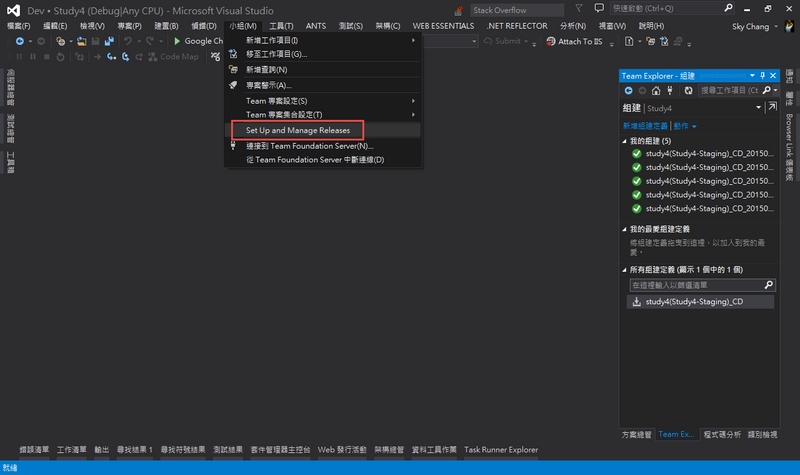 Dev • Study4 (Debug|Any CPU) - Microsoft Visual Studio
Stack Overflow
快速啟動 (Ctrl+Q)
檔案(F) 編輯(E) 檢視(V) 專案(P) 建置(B) 偵錯(D) 小組(M) 工具(T) ANTS 測試(S) 架構(C) WEB ESSENTIALS .NET REFLECTOR 分析(N) 視窗(W) 說明(H) Sky Chang
Google Ch
Submit
Attach To IIS
Code Map
新增工作項目(I)
移至工作項目(G)...
新增查詢(N)
專案警示(A)...
Team 專案設定(S)
Team 專案集合設定(T)
Set Up and Manage Releases
連接到 Team Foundation Server(N)...
從 Team Foundation Server 中斷連線(D)
伺服器總管
測試總管
工具箱
Team Explorer - 組建
搜尋工作項目 (Ct
組建 Study4
新增組建定義 動作
我的組建 (5)
study4(Study4-Staging)_CD_20150...
study4(Study4-Staging)_CD_20150...
study4(Study4-Staging)_CD_20150...
study4(Study4-Staging)_CD_20150...
study4(Study4-Staging)_CD_20150...
我的最愛組建定義
將組建定義拖曳到這裡，以加入到我的最
愛。
所有組建定義 (顯示 1 個中的 1 個)
在這裡輸入以篩選清單
study4(Study4-Staging)_CD
通知
屬性
Browser Link 儀表板
方案總管 Team Ex... 程式碼分析 類別檢視
錯誤清單 工作清單 輸出 尋找結果 1 尋找符號結果 測試結果 套件管理器主控台 Web 發行活動 架構總管 資料工具作業 Task Runner Explorer
就緒